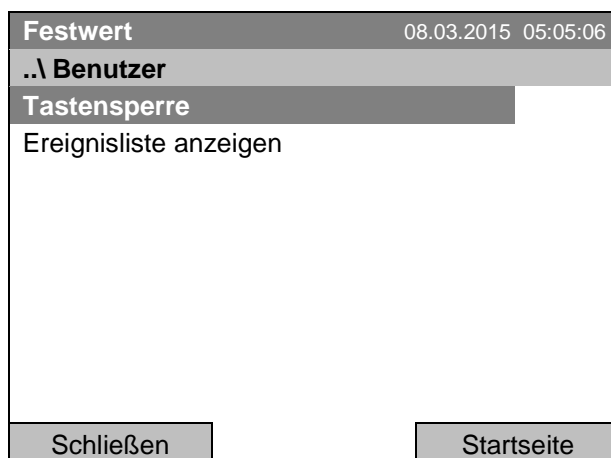 Festwert 08.03.2015 05:05:06
..\ Benutzer
Tastensperre
Ereignisliste anzeigen
Schließen Startseite